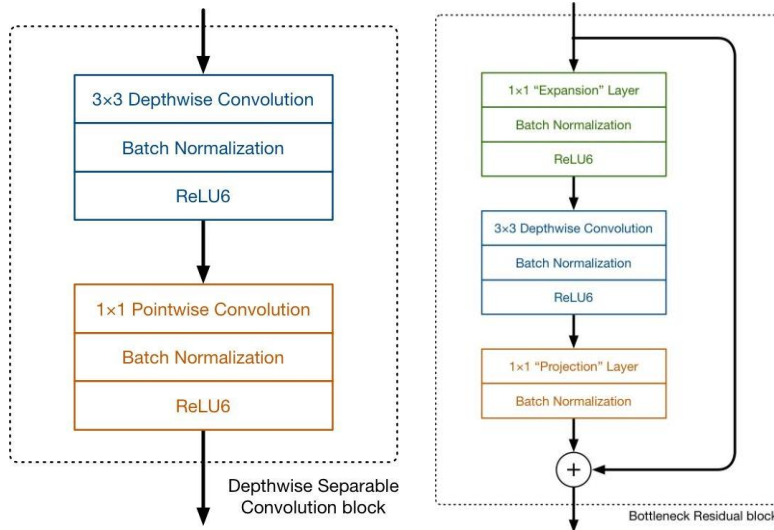 3×3 Depthwise Convolution
Batch Normalization
ReLU6
1×1 Pointwise Convolution
Batch Normalization
ReLU6
Depthwise Separable
Convolution block
1×1 “Expansion” Layer
Batch Normalization
ReLU6
3×3 Depthwise Convolution
Batch Normalization
ReLU6
1×1 “Projection” Layer
Batch Normalization
+
Bottleneck Residual block